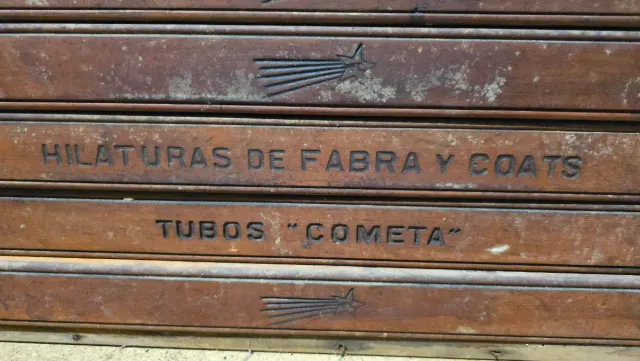 HILATURAS DE FABRA Y COATS
TUBOS "COMETA"